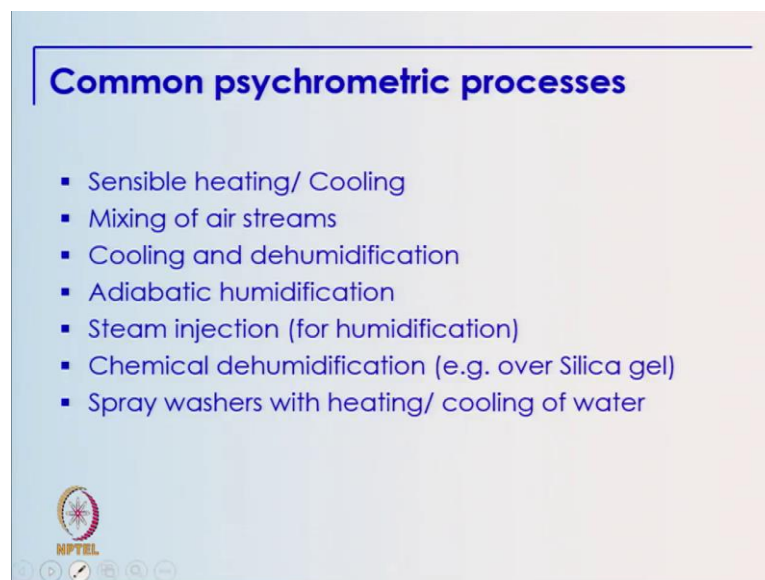 Common psychrometric processes
▪ Sensible heating/ Cooling
▪ Mixing of air streams
▪ Cooling and dehumidification
▪ Adiabatic humidification
▪ Steam injection (for humidification)
▪ Chemical dehumidification (e.g. over Silica gel)
▪ Spray washers with heating/ cooling of water
NPTEL